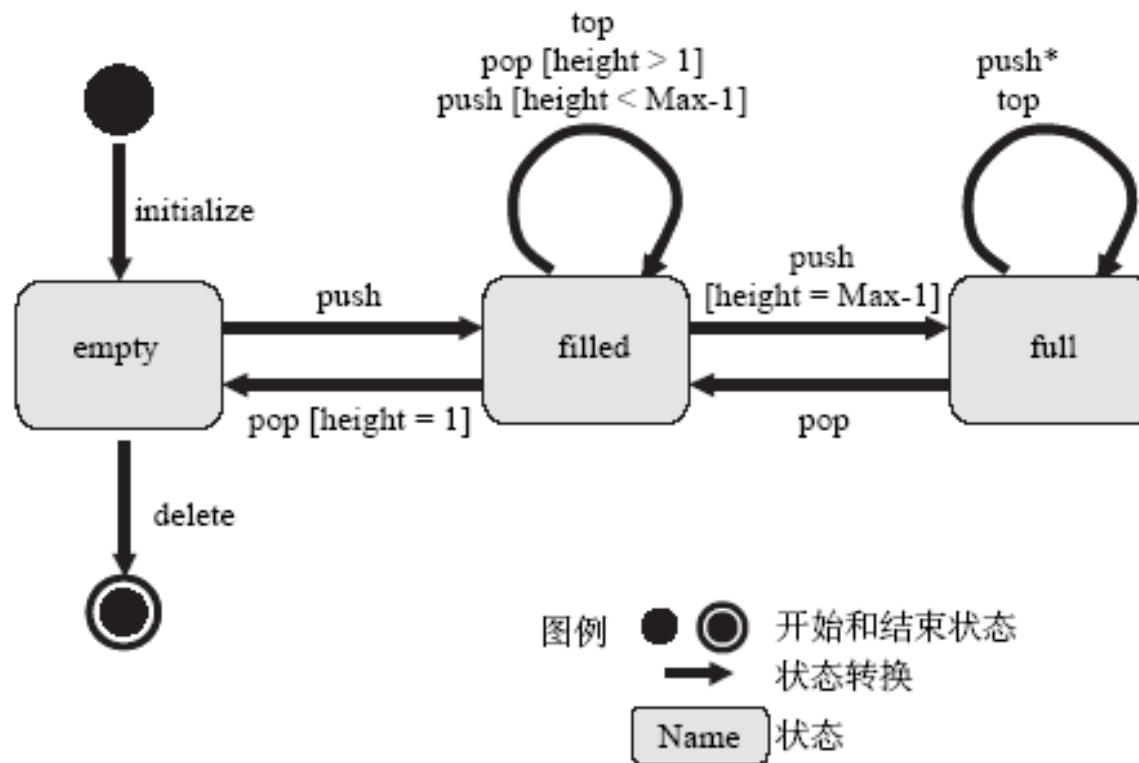 top
pop [height > 1]
push [height < Max-1]
push*
top
initialize
push
push
[height = Max-1]
empty
filled
full
pop [height = 1]
pop
delete
图例
开始和结束状态
状态转换
Name
状态